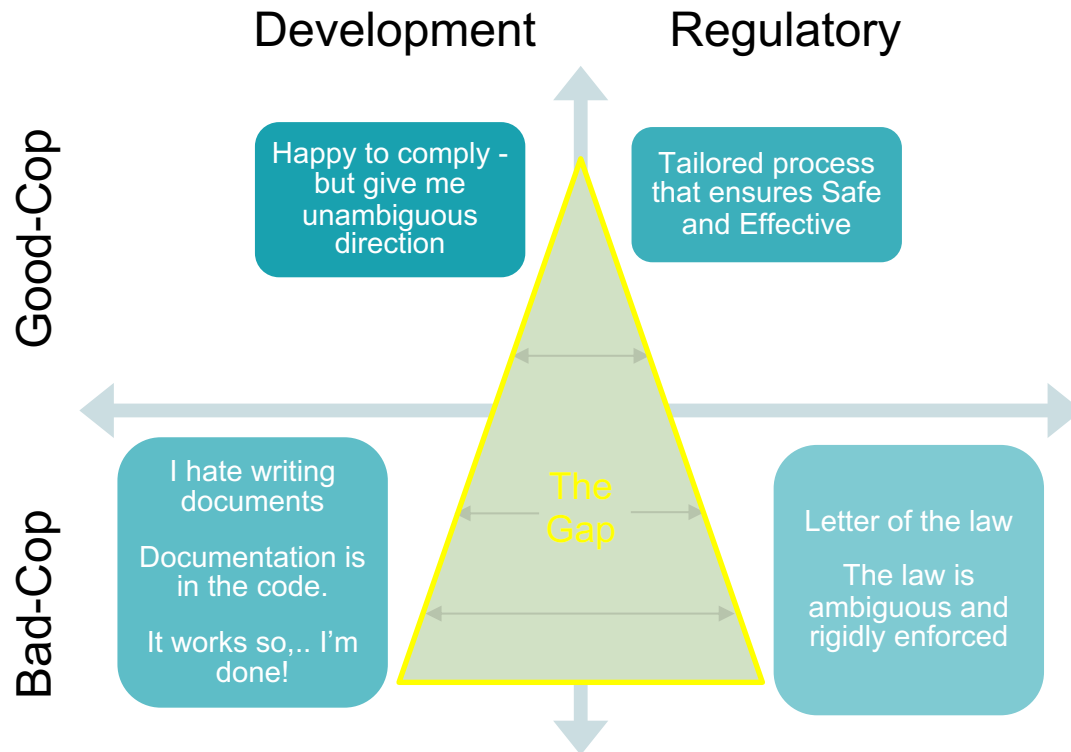 Development
Regulatory
Good-Cop
Happy to comply -
but give me
unambiguous
direction
Tailored process
that ensures Safe
and Effective
Bad-Cop
I hate writing
documents
Documentation is
in the code.
It works so,.. I'm
done!
The
Gap
Letter of the law
The law is
ambiguous and
rigidly enforced